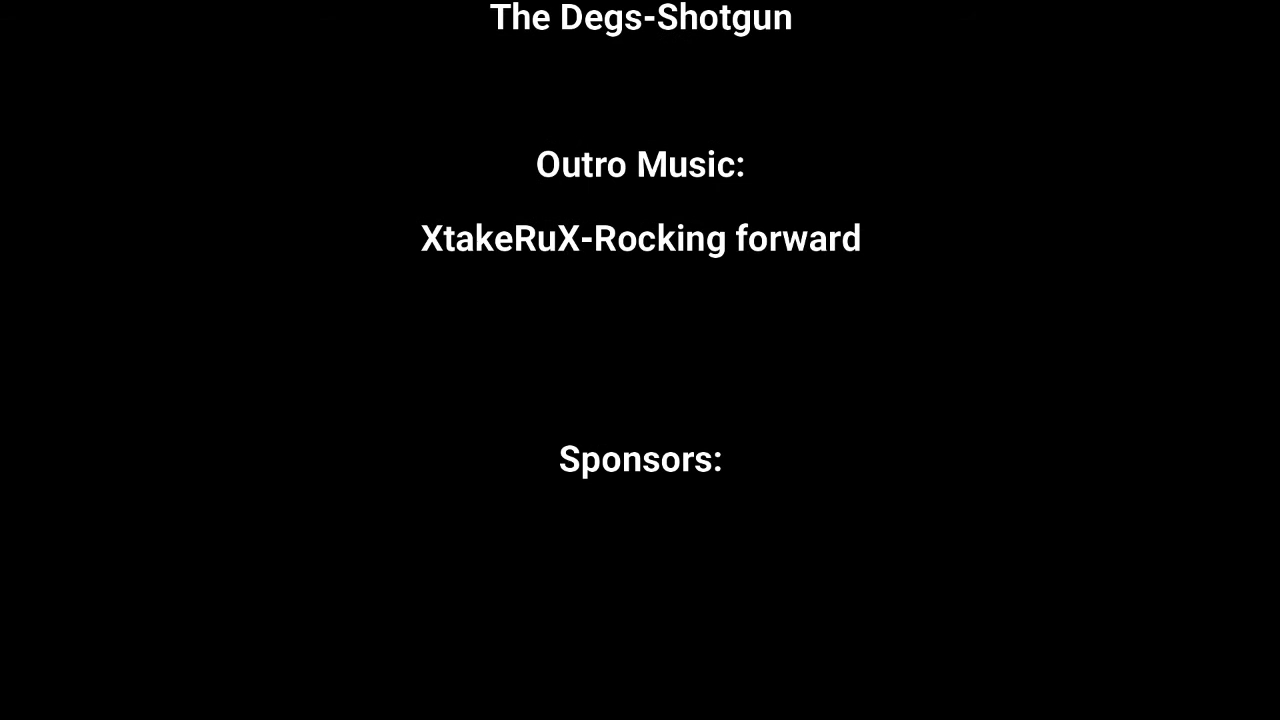 The Degs-Shotgun
Outro Music:
XtakeRuX-Rocking forward
Sponsors: